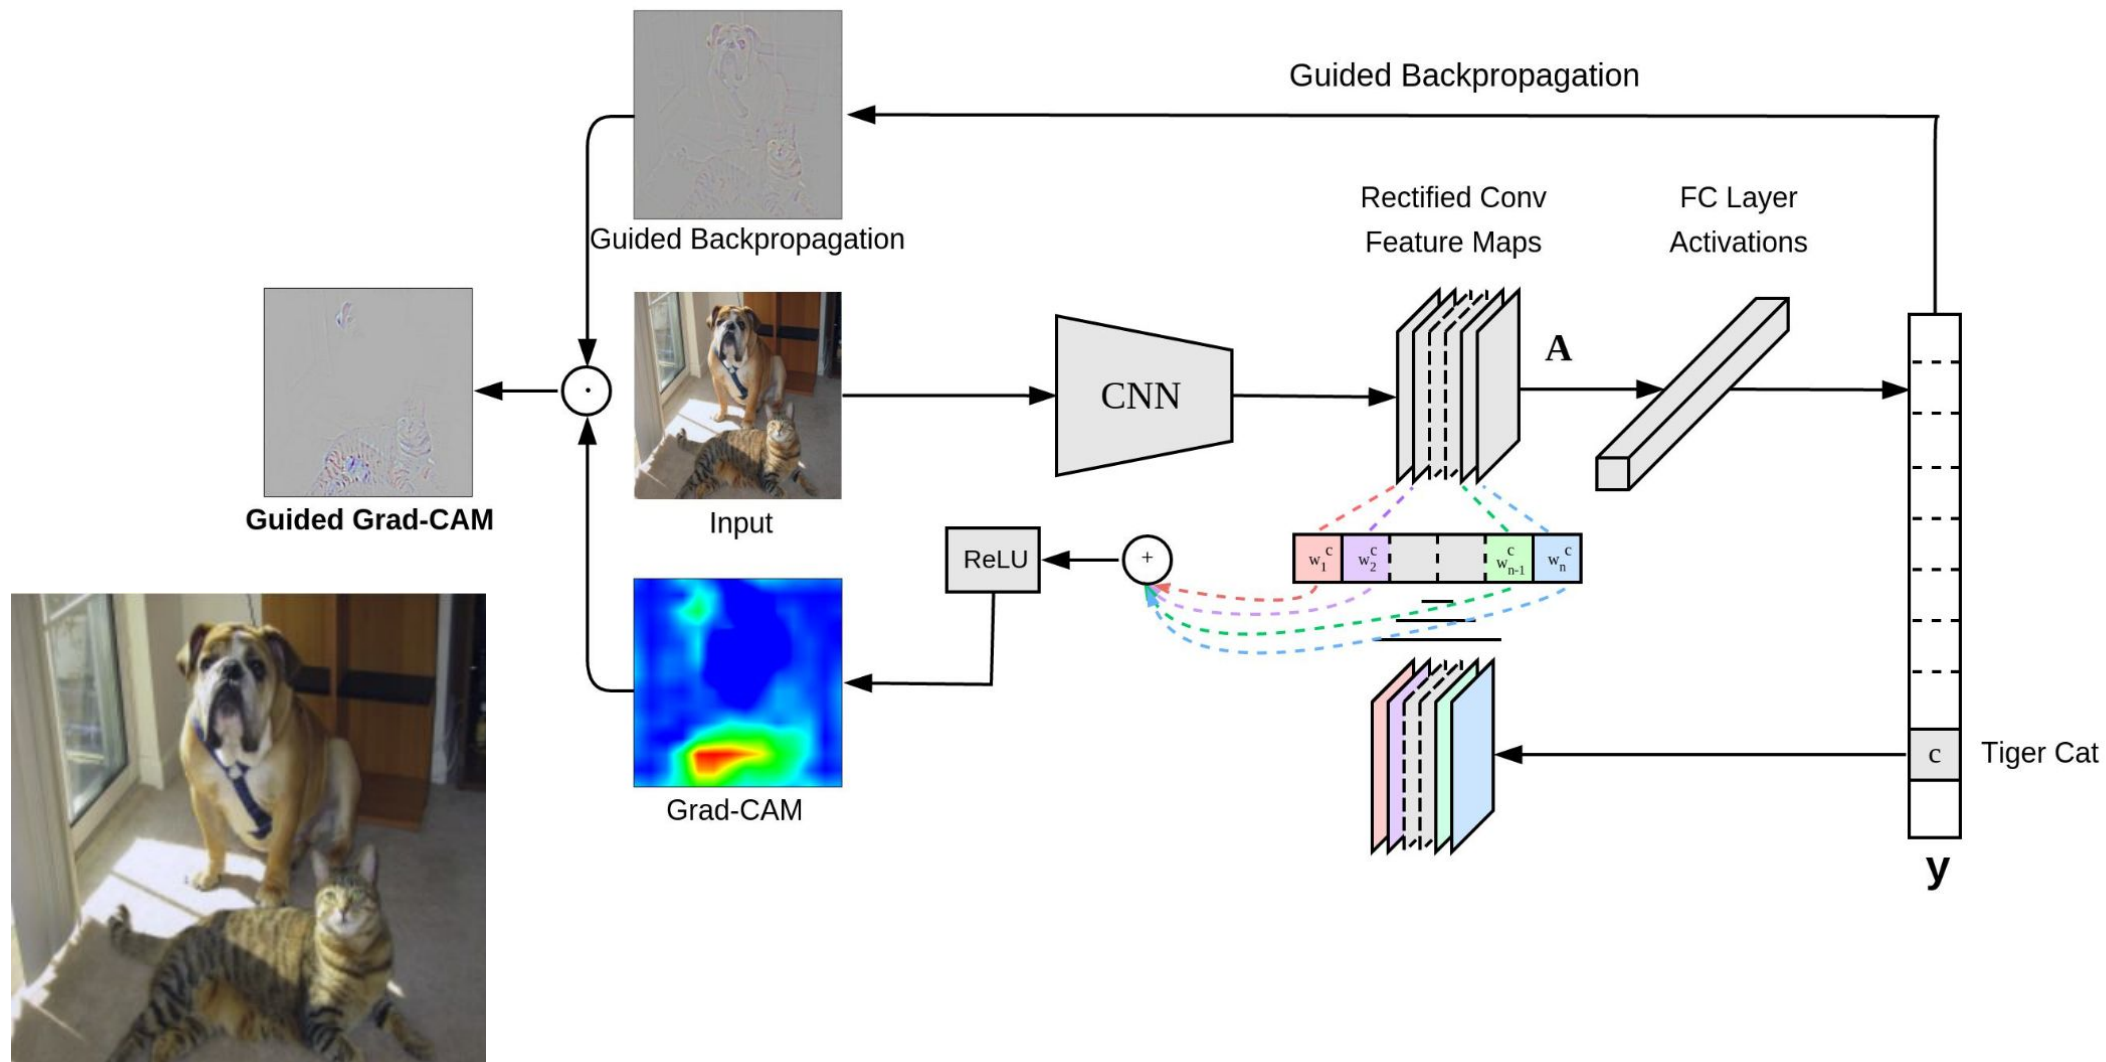 Guided Backpropagation
Rectified Conv
Feature Maps
FC Layer
Activations
Guided Backpropagation
A
CNN
Guided Grad-CAM
Input
ReLU
+
w1c w2c wn-1c wnc
Grad-CAM
c
Tiger Cat
y